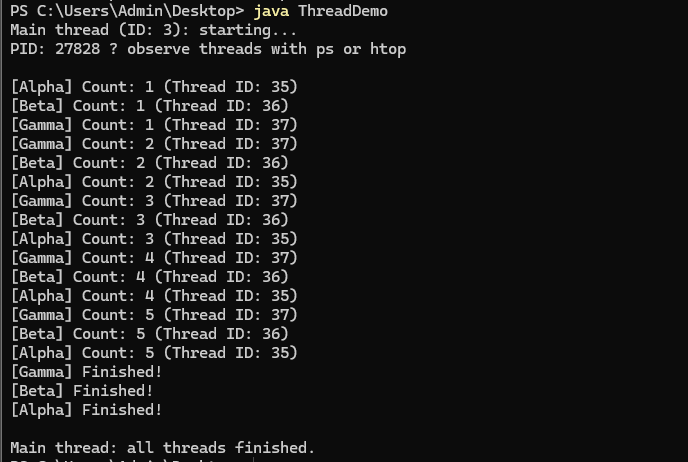 PS C:\Users\Admin\Desktop> java ThreadDemo
Main thread (ID: 3): starting...
PID: 27828 ? observe threads with ps or htop
[Alpha] Count: 1 (Thread ID: 35)
[Beta] Count: 1 (Thread ID: 36)
[Gamma] Count: 1 (Thread ID: 37)
[Gamma] Count: 2 (Thread ID: 37)
[Beta] Count: 2 (Thread ID: 36)
[Alpha] Count: 2 (Thread ID: 35)
[Gamma] Count: 3 (Thread ID: 37)
[Beta] Count: 3 (Thread ID: 36)
[Alpha] Count: 3 (Thread ID: 35)
[Gamma] Count: 4 (Thread ID: 37)
[Beta] Count: 4 (Thread ID: 36)
[Alpha] Count: 4 (Thread ID: 35)
[Gamma] Count: 5 (Thread ID: 37)
[Beta] Count: 5 (Thread ID: 36)
[Alpha] Count: 5 (Thread ID: 35)
[Gamma] Finished!
[Beta] Finished!
[Alpha] Finished!
Main thread: all threads finished.